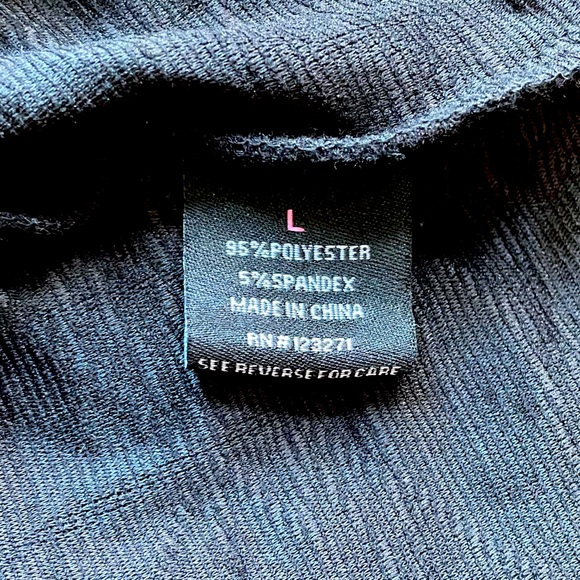 L
95%POLYESTER
5%SPANDEX
MADE IN CHINA
RN#123271
SEE REVERSE FOR CARE